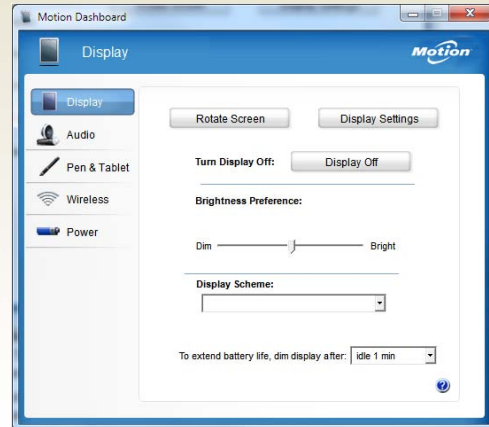 Motion Dashboard
Display
Motion
Display
Audio
Pen & Tablet
Wireless
Power
Rotate Screen
Display Settings
Turn Display Off:
Display Off
Brightness Preference:
Dim
Bright
Display Scheme:
To extend battery life, dim display after: idle 1 min
?